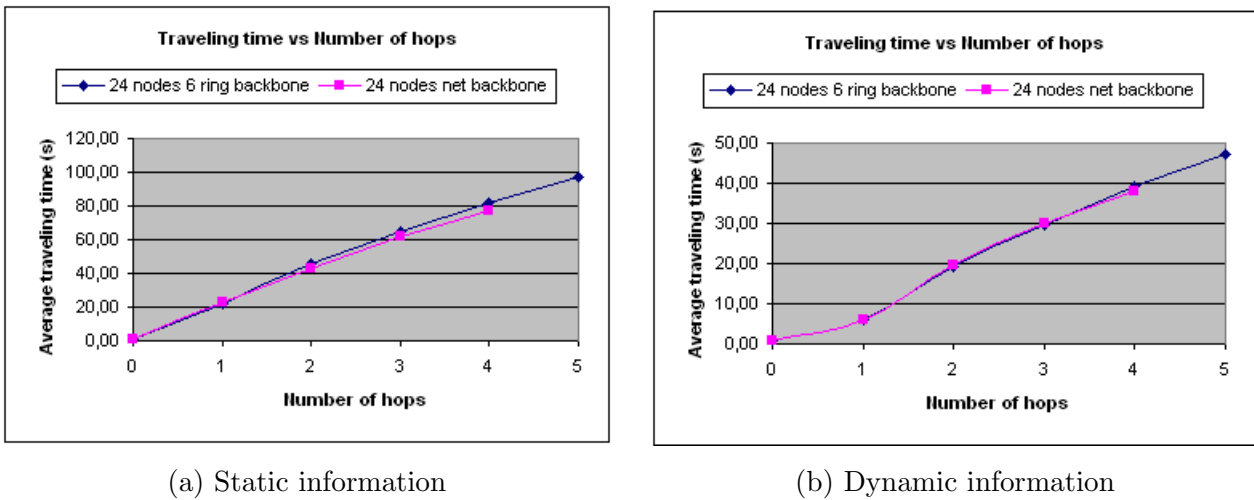 Traveling time vs Number of hops
24 nodes 6 ring backbone 24 nodes net backbone
Average traveling time (s)
120,00
100,00
80,00
60,00
40,00
20,00
0,00
0 1 2 3 4 5
Number of hops
(a) Static information
Traveling time vs Number of hops
24 nodes 6 ring backbone 24 nodes net backbone
Average traveling time (s)
50,00
40,00
30,00
20,00
10,00
0,00
0 1 2 3 4 5
Number of hops
(b) Dynamic information